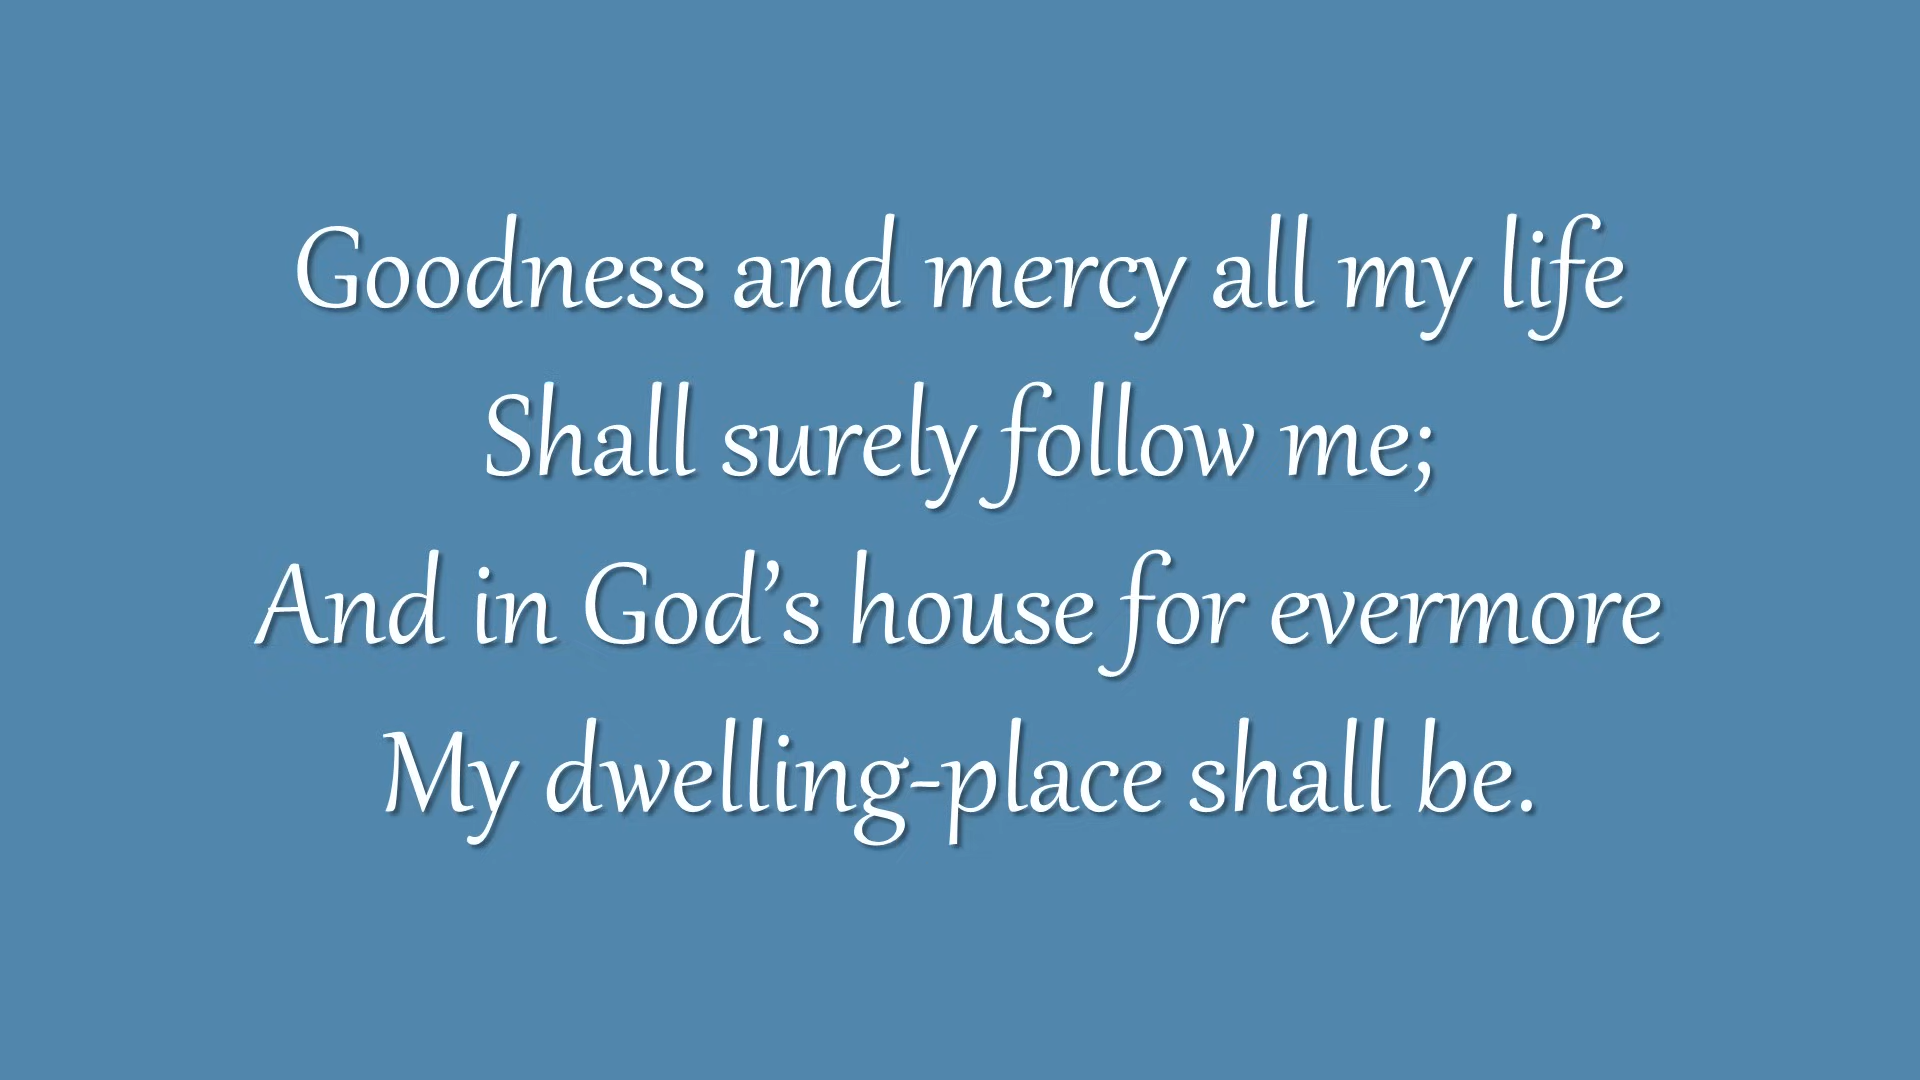 Goodness and mercy all my life
Shall surely follow me;
And in God’s house for evermore
My dwelling-place shall be.